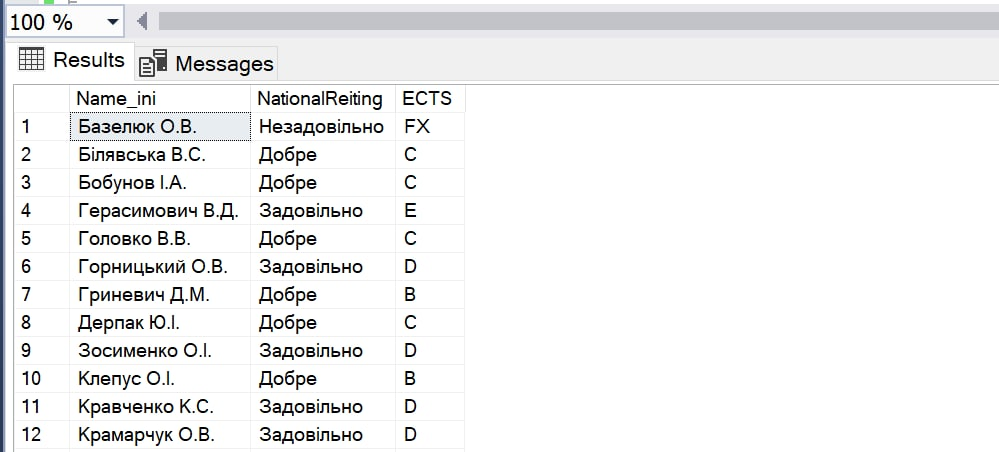 100 %
Results Messages
Name_ini NationalReiting ECTS
1 Базелюк О.В. Незадовільно FX
2 Білявська В.С. Добре C
3 Бобунов І.А. Добре C
4 Герасимович В.Д. Задовільно E
5 Головко В.В. Добре C
6 Горницький О.В. Задовільно D
7 Гриневич Д.М. Добре B
8 Дерпак Ю.І. Добре C
9 Зосименко О.І. Задовільно D
10 Клепус О.І. Добре B
11 Кравченко К.С. Задовільно D
12 Крамарчук О.В. Задовільно D